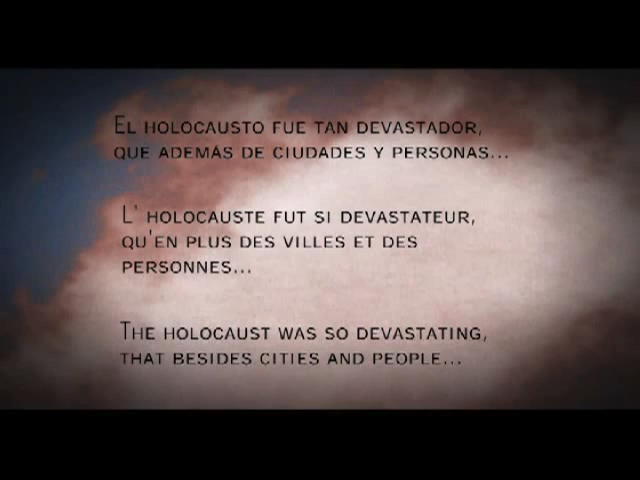 El holocausto fue tan devastador,
que además de ciudades y personas...
L' holocauste fut si devastateur,
qu'en plus des villes et des
personnes...
The holocaust was so devastating,
that besides cities and people...